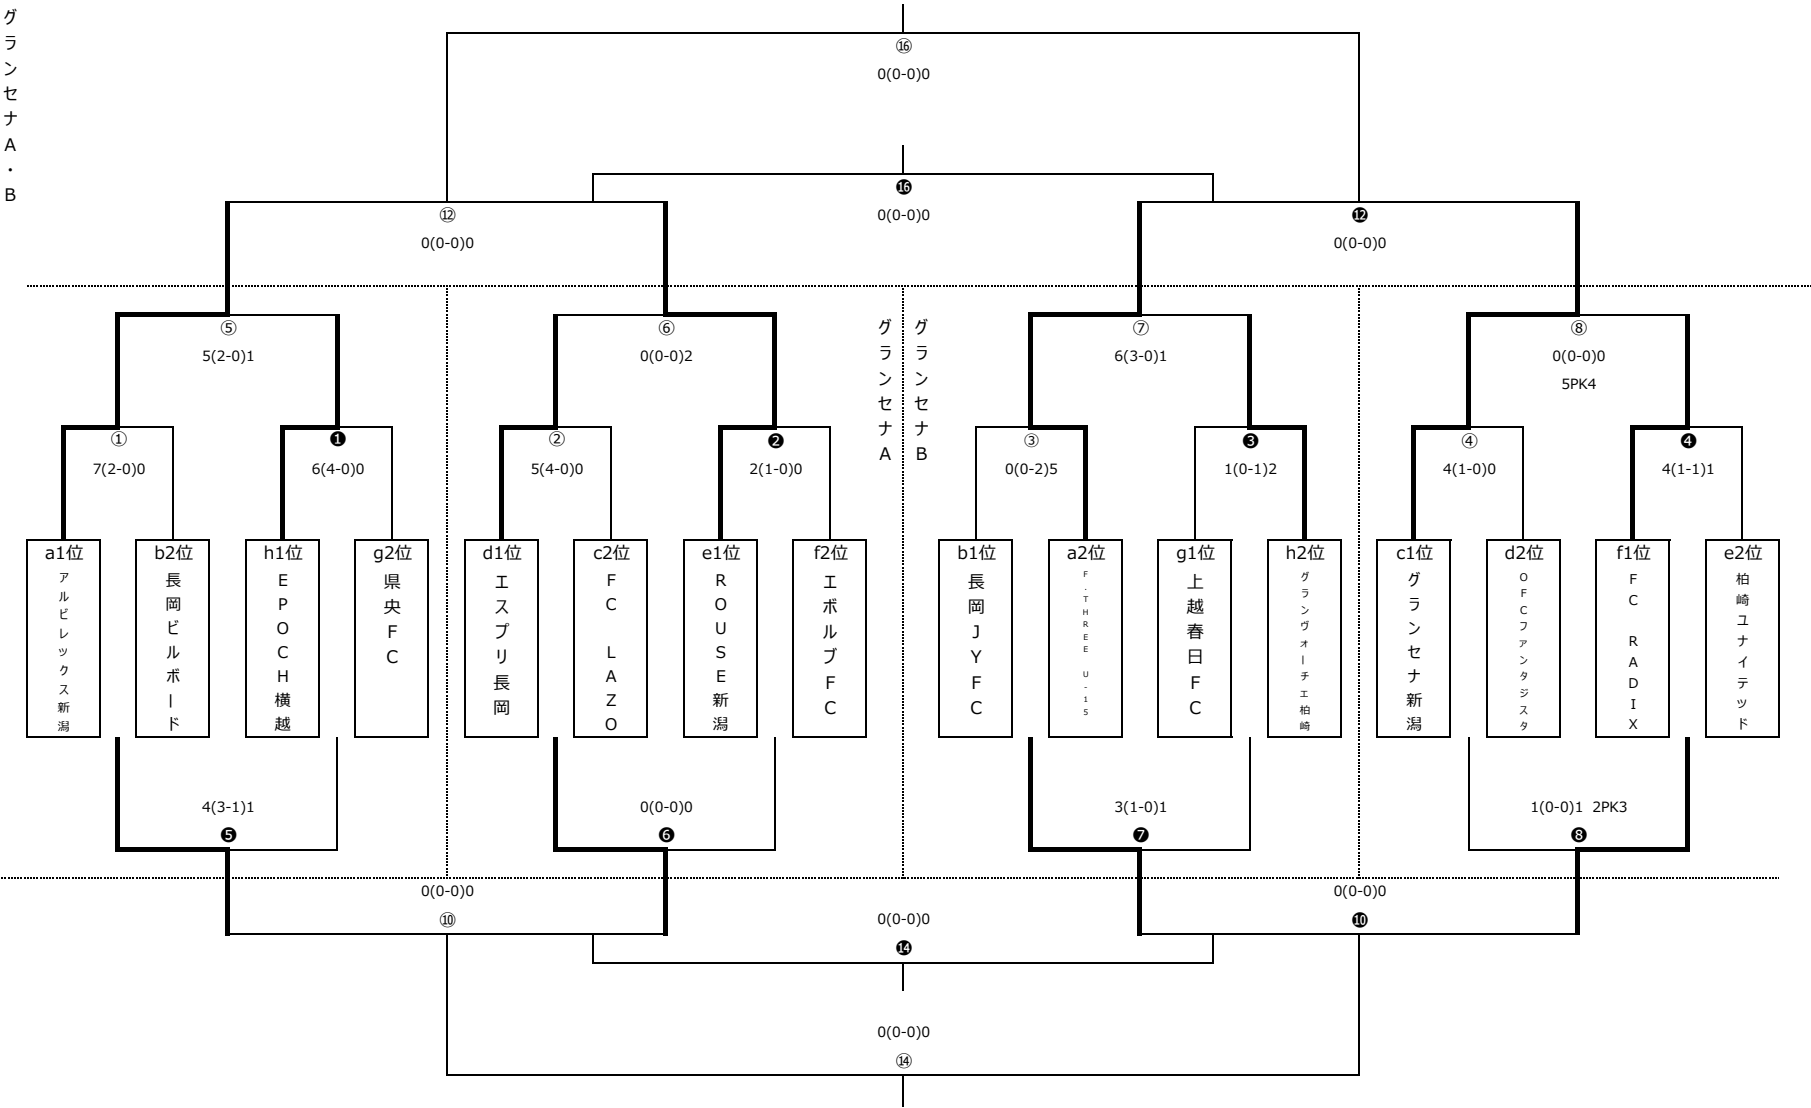 グランセナA・B
⑯
0(0-0)0
⓰
0(0-0)0
⑫
0(0-0)0
⓬
0(0-0)0
⑤
5(2-0)1
⑥
0(0-0)2
グランセナA
グランセナB
⑦
6(3-0)1
⑧
0(0-0)0
5PK4
①
7(2-0)0
❶
6(4-0)0
②
5(4-0)0
❷
2(1-0)0
③
0(0-2)5
❸
1(0-1)2
④
4(1-0)0
❹
4(1-1)1
a1位
アルビレックス新潟
b2位
長岡ビルボード
h1位
EPOCH横越
g2位
県央FC
d1位
エスプリ長岡
c2位
FC LAZO
e1位
ROUSE新潟
f2位
エボルブFC
b1位
長岡JYFC
a2位
F.THREE U-15
g1位
上越春日FC
h2位
グランヴォーチェ柏崎
c1位
グランセナ新潟
d2位
OFCファンタジスタ
f1位
FC RADIX
e2位
柏崎ユナイテッド
4(3-1)1
❺
0(0-0)0
❻
3(1-0)1
❼
1(0-0)1 2PK3
❽
0(0-0)0
⑩
0(0-0)0
⓮
0(0-0)0
❿
0(0-0)0
⑭